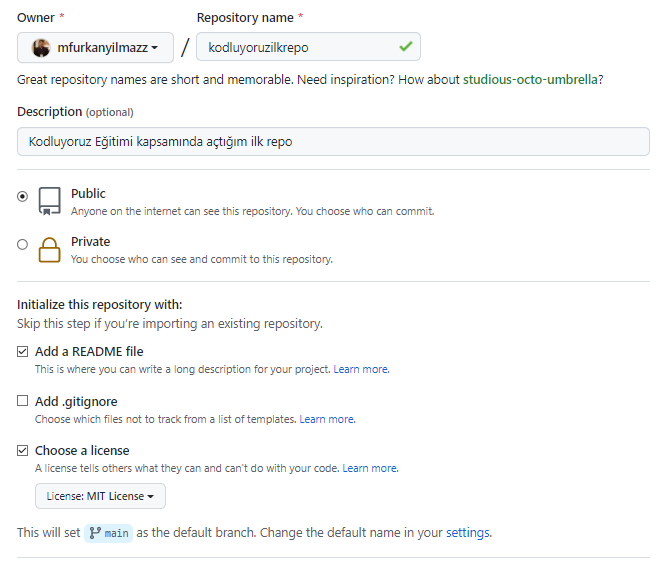 Owner * Repository name *
mfurkanyilmazz / kodluyoruzilkrepo
Great repository names are short and memorable. Need inspiration? How about studious-octo-umbrella?
Description (optional)
Kodluyoruz Eğitimi kapsamında açtığım ilk repo
Public
Anyone on the internet can see this repository. You choose who can commit.
Private
You choose who can see and commit to this repository.
Initialize this repository with:
Skip this step if you're importing an existing repository.
Add a README file
This is where you can write a long description for your project. Learn more.
Add .gitignore
Choose which files not to track from a list of templates. Learn more.
Choose a license
A license tells others what they can and can't do with your code. Learn more.
License: MIT License
This will set main as the default branch. Change the default name in your settings.